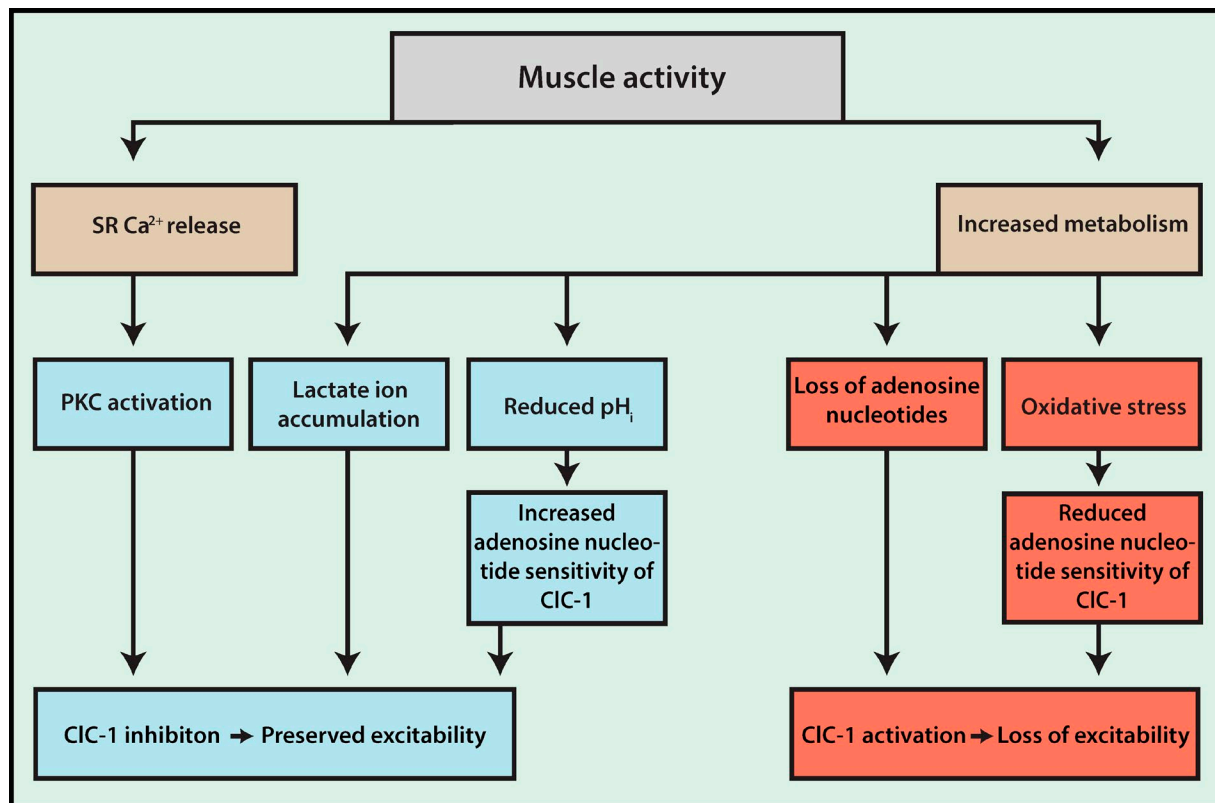 Muscle activity
SR Ca²⁺ release
Increased metabolism
PKC activation
Lactate ion
accumulation
Reduced pHᵢ
Loss of adenosine
nucleotides
Oxidative stress
Increased
adenosine nucleo-
tide sensitivity of
ClC-1
Reduced
adenosine nucleo-
tide sensitivity of
ClC-1
ClC-1 inhibiton → Preserved excitability
ClC-1 activation → Loss of excitability